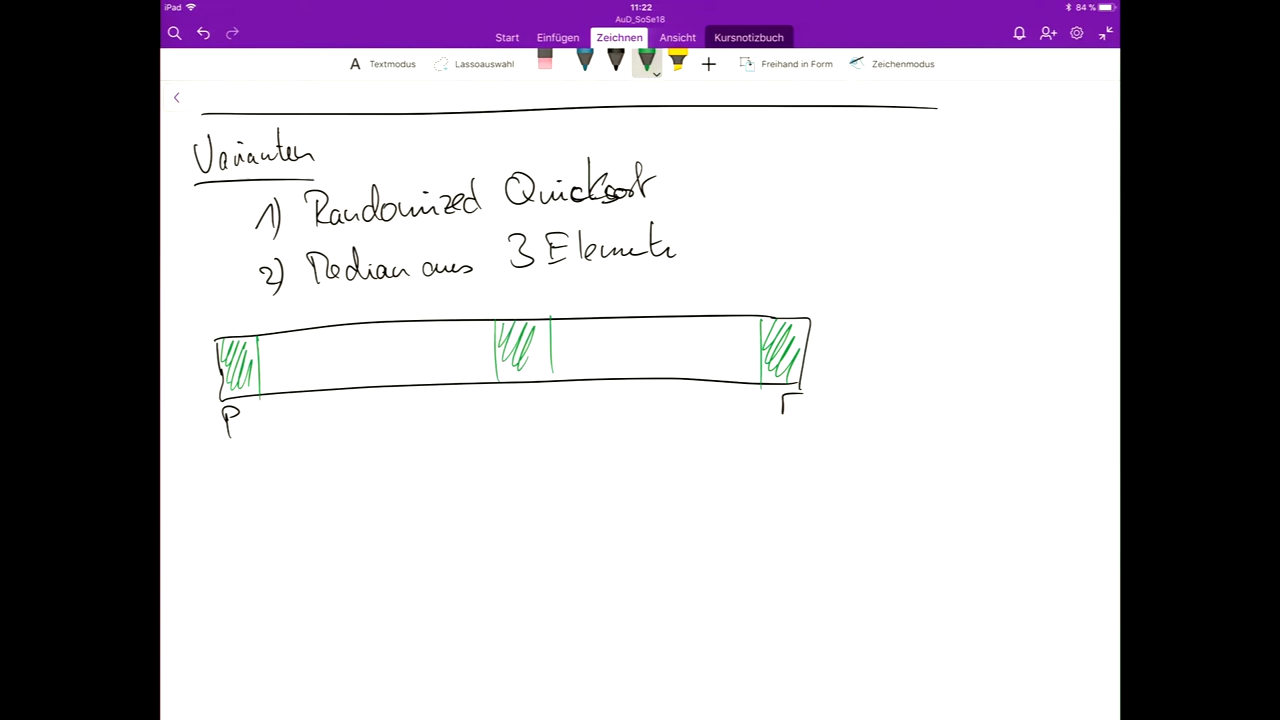 iPad 11:22 84 %
AuD_SoSe18
Start Einfügen Zeichnen Ansicht Kursnotizbuch
A Textmodus Lassoauswahl Freihand in Form Zeichenmodus
Varianten
1) Randomized Quicksort
2) Median aus 3 Elemente
P r